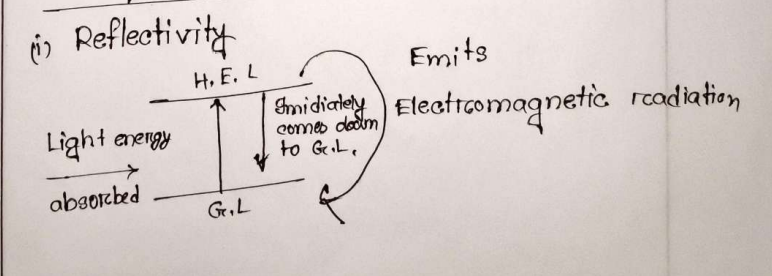 (i) Reflectivity
H.E.L
Light energy
absorbed
Imidiately
comes down
to G.L.
G.L
Emits
Electromagnetic radiation